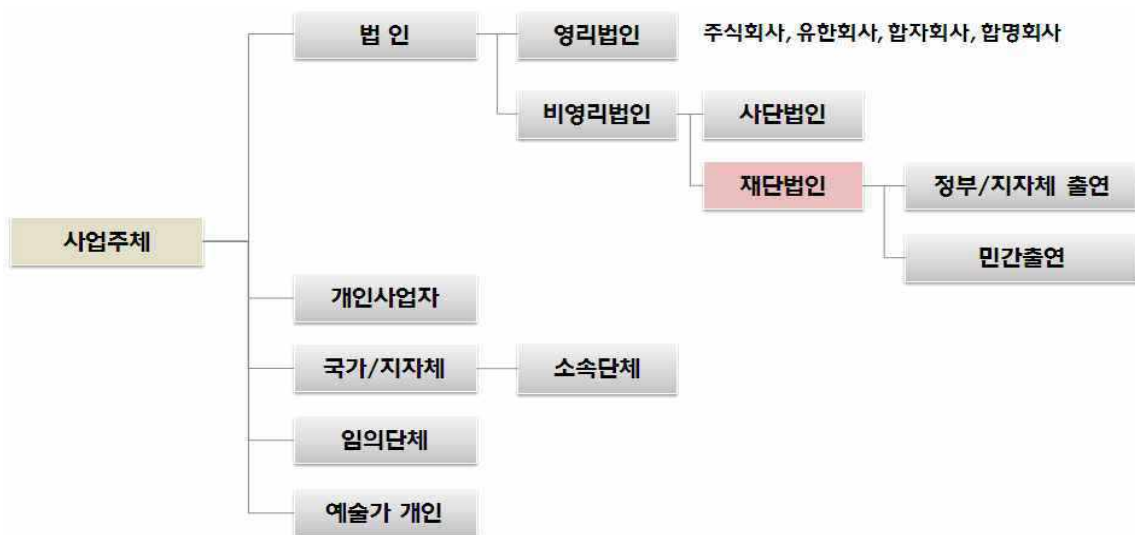 법 인
영리법인
주식회사, 유한회사, 합자회사, 합명회사
비영리법인
사단법인
재단법인
정부/지자체 출연
민간출연
사업주체
개인사업자
국가/지자체
소속단체
임의단체
예술가 개인